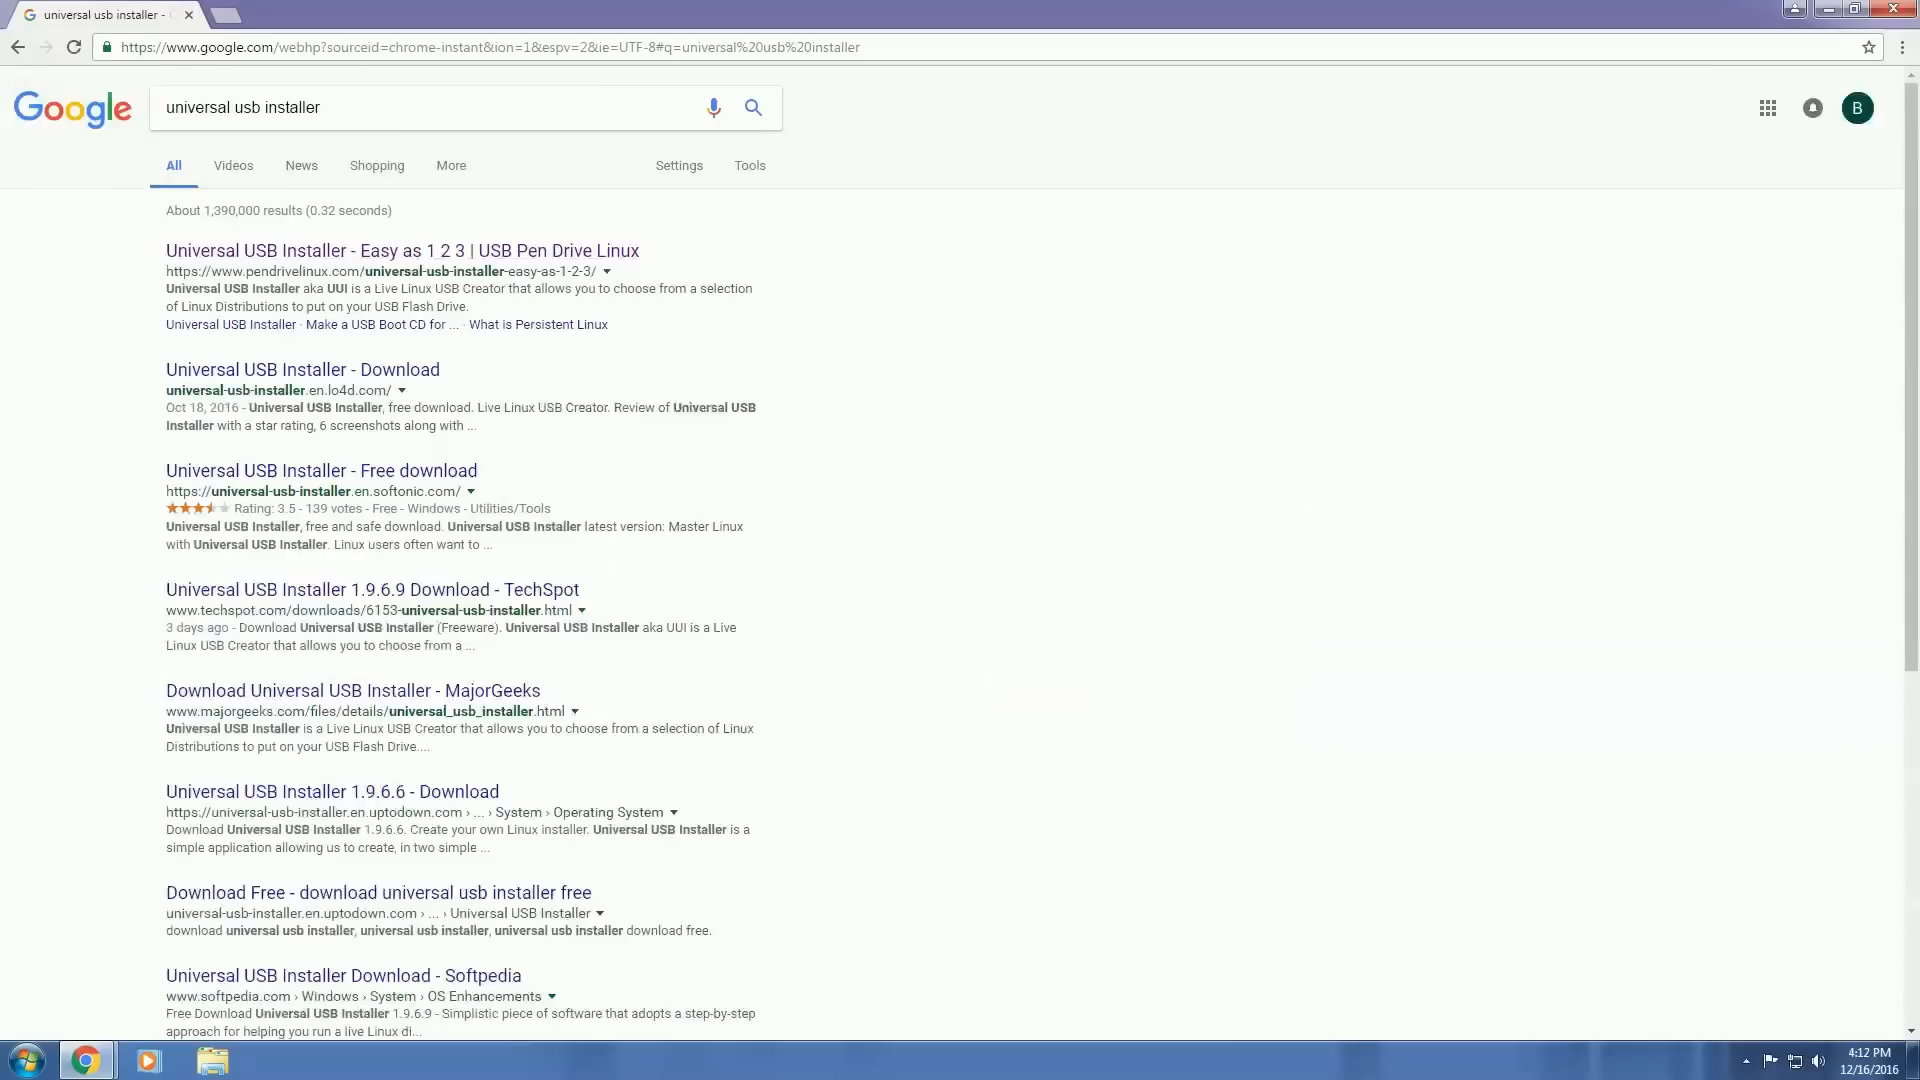 universal usb installer -
https://www.google.com/webhp?sourceid=chrome-instant&ion=1&espv=2&ie=UTF-8#q=universal%20usb%20installer
Google
universal usb installer
B
All Videos News Shopping More Settings Tools
About 1,390,000 results (0.32 seconds)
Universal USB Installer - Easy as 1 2 3 | USB Pen Drive Linux
https://www.pendrivelinux.com/universal-usb-installer-easy-as-1-2-3/
Universal USB Installer aka UUI is a Live Linux USB Creator that allows you to choose from a selection
of Linux Distributions to put on your USB Flash Drive.
Universal USB Installer · Make a USB Boot CD for ... · What is Persistent Linux
Universal USB Installer - Download
universal-usb-installer.en.lo4d.com/
Oct 18, 2016 - Universal USB Installer, free download. Live Linux USB Creator. Review of Universal USB
Installer with a star rating, 6 screenshots along with ...
Universal USB Installer - Free download
https://universal-usb-installer.en.softonic.com/
Rating: 3.5 - 139 votes - Free - Windows - Utilities/Tools
Universal USB Installer, free and safe download. Universal USB Installer latest version: Master Linux
with Universal USB Installer. Linux users often want to ...
Universal USB Installer 1.9.6.9 Download - TechSpot
www.techspot.com/downloads/6153-universal-usb-installer.html
3 days ago - Download Universal USB Installer (Freeware). Universal USB Installer aka UUI is a Live
Linux USB Creator that allows you to choose from a ...
Download Universal USB Installer - MajorGeeks
www.majorgeeks.com/files/details/universal_usb_installer.html
Universal USB Installer is a Live Linux USB Creator that allows you to choose from a selection of Linux
Distributions to put on your USB Flash Drive....
Universal USB Installer 1.9.6.6 - Download
https://universal-usb-installer.en.uptodown.com › ... › System › Operating System
Download Universal USB Installer 1.9.6.6. Create your own Linux installer. Universal USB Installer is a
simple application allowing us to create, in two simple ...
Download Free - download universal usb installer free
universal-usb-installer.en.uptodown.com › ... › Universal USB Installer
download universal usb installer, universal usb installer, universal usb installer download free.
Universal USB Installer Download - Softpedia
www.softpedia.com › Windows › System › OS Enhancements
Free Download Universal USB Installer 1.9.6.9 - Simplistic piece of software that adopts a step-by-step
approach for helping you run a live Linux di...
4:12 PM
12/16/2016